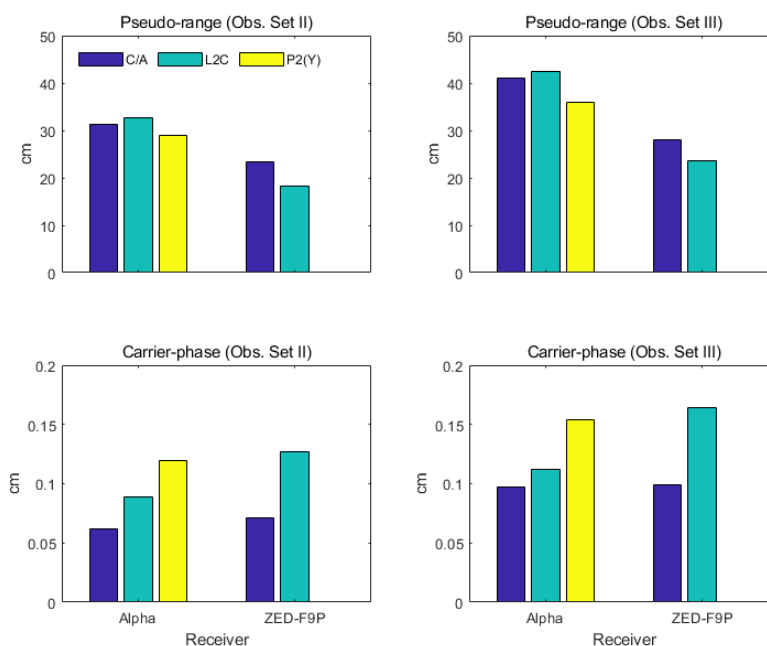 Pseudo-range (Obs. Set II)
50
40
30
20
10
0
cm
C/A
L2C
P2(Y)
Pseudo-range (Obs. Set III)
50
40
30
20
10
0
cm
Carrier-phase (Obs. Set II)
0.2
0.15
0.1
0.05
0
cm
Alpha
ZED-F9P
Receiver
Carrier-phase (Obs. Set III)
0.2
0.15
0.1
0.05
0
cm
Alpha
ZED-F9P
Receiver